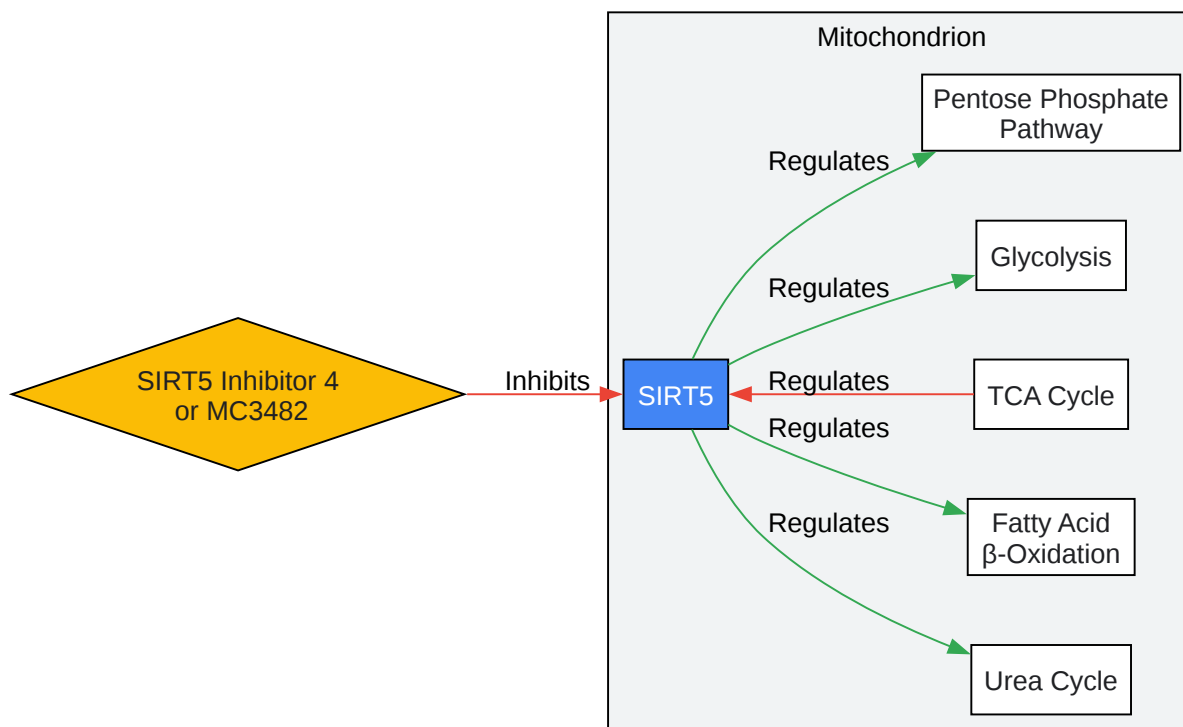 Mitochondrion
Pentose Phosphate
Pathway
Regulates
Glycolysis
Regulates
SIRT5 Inhibitor 4
or MC3482
Inhibits
SIRT5
Regulates
TCA Cycle
Regulates
Fatty Acid
β-Oxidation
Regulates
Urea Cycle